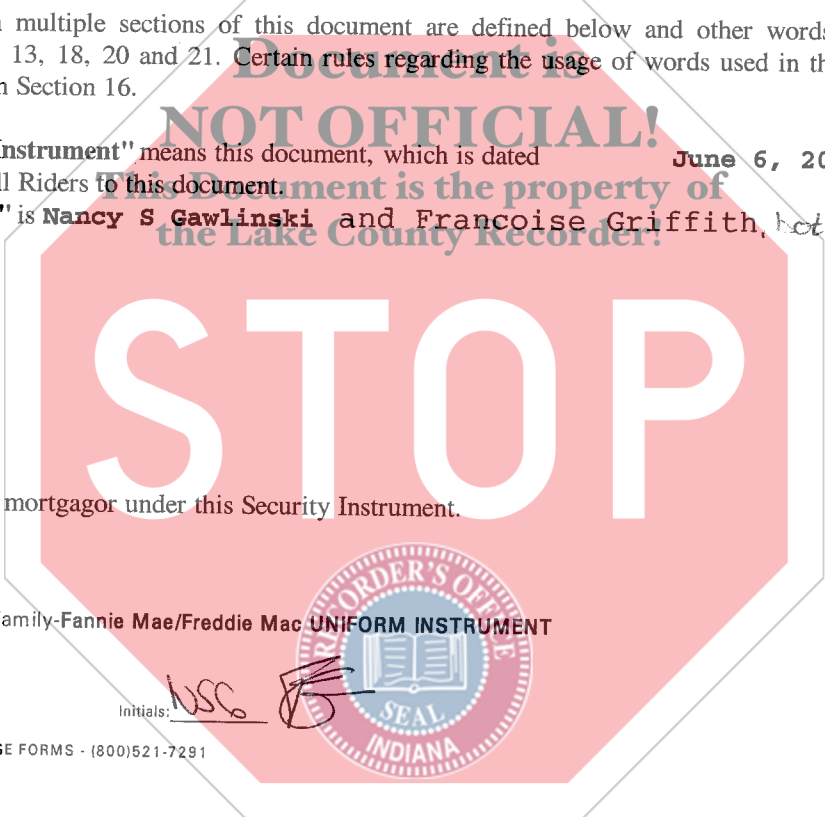 multiple sections of this document are defined below and other words
13, 18, 20 and 21. Certain rules regarding the usage of words used in th
n Section 16.
Document is
NOT OFFICIAL!
This Document is the property of
the Lake County Recorder!
Instrument" means this document, which is dated June 6, 20
ll Riders to this document.
" is Nancy S Gawlinski and Francoise Griffith, not
STOP
mortgagor under this Security Instrument.
amily-Fannie Mae/Freddie Mac UNIFORM INSTRUMENT
RECORDER'S OFFICE
SEAL
INDIANA
Initials: NSG
GE FORMS - (800)521-7291